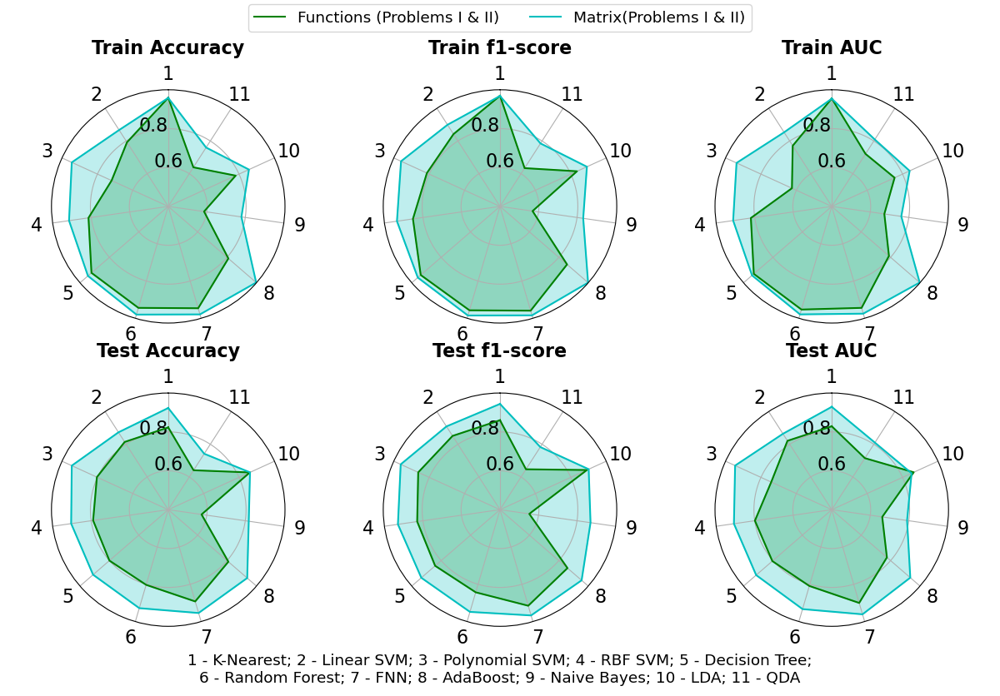 Functions (Problems I & II) Matrix(Problems I & II)
Train Accuracy Train f1-score Train AUC
1 1 1
2 11 2 11 2 11
0.8 0.8 0.8
3 0.6 10 3 0.6 10 3 0.6 10
4 9 4 9 4 9
5 8 5 8 5 8
6 7 6 7 6 7
Test Accuracy Test f1-score Test AUC
1 1 1
2 11 2 11 2 11
0.8 0.8 0.8
3 0.6 10 3 0.6 10 3 0.6 10
4 9 4 9 4 9
5 8 5 8 5 8
6 7 6 7 6 7
1 - K-Nearest; 2 - Linear SVM; 3 - Polynomial SVM; 4 - RBF SVM; 5 - Decision Tree;
6 - Random Forest; 7 - FNN; 8 - AdaBoost; 9 - Naive Bayes; 10 - LDA; 11 - QDA